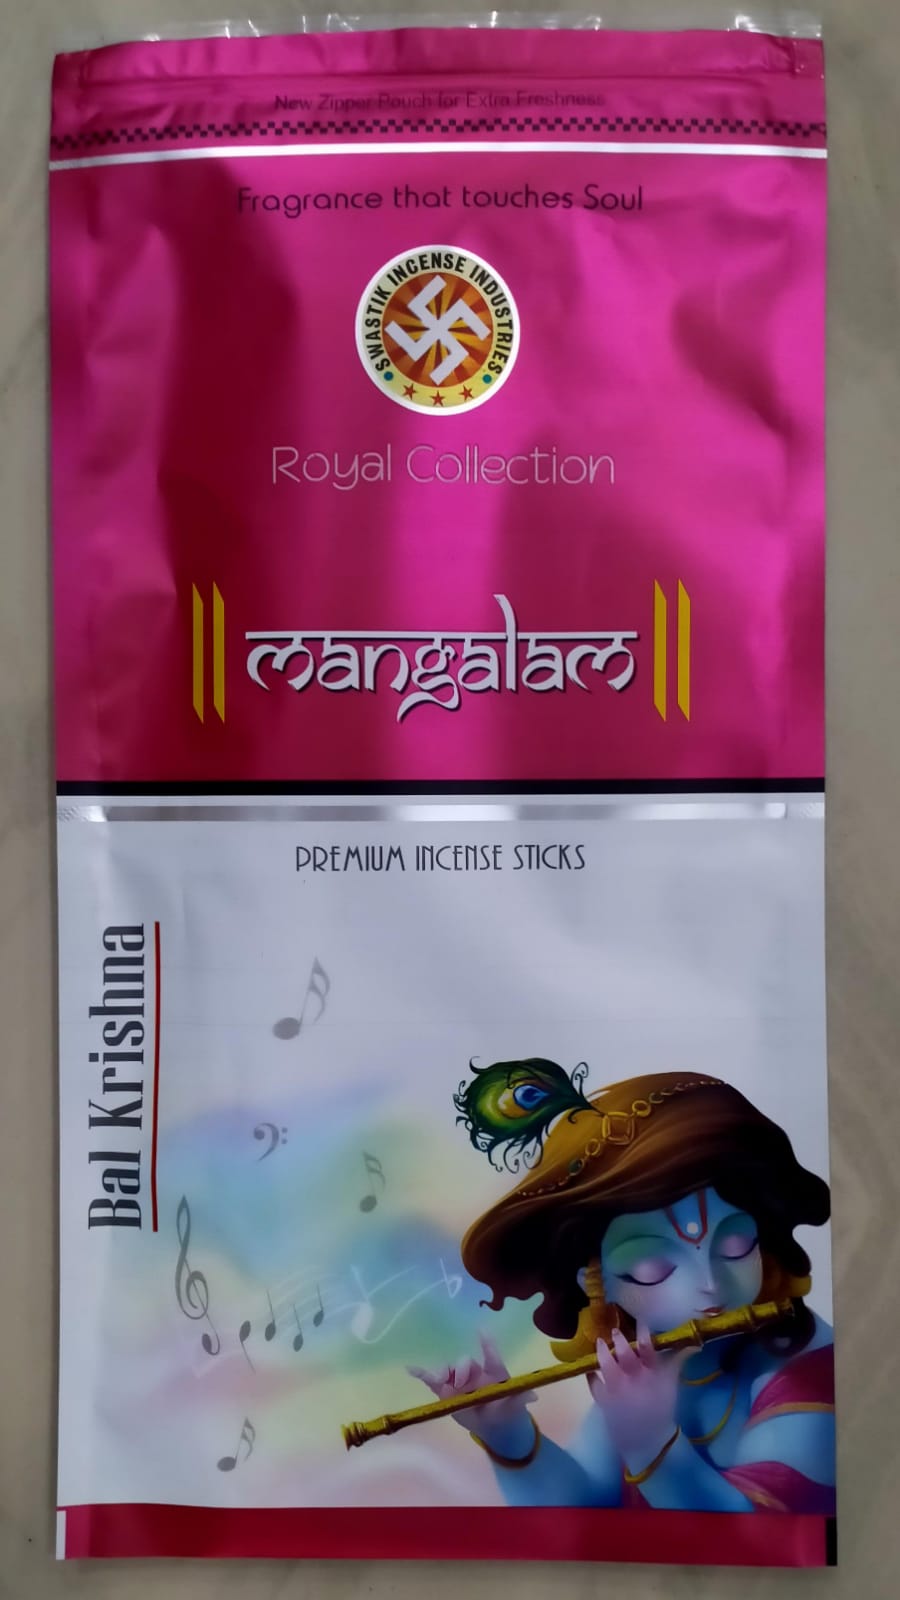 New Zipper Pouch for Extra Freshness
Fragrance that touches Soul
SWASTIK INCENSE INDUSTRIES
Royal Collection
mangalam
PREMIUM INCENSE STICKS
Bal Krishna